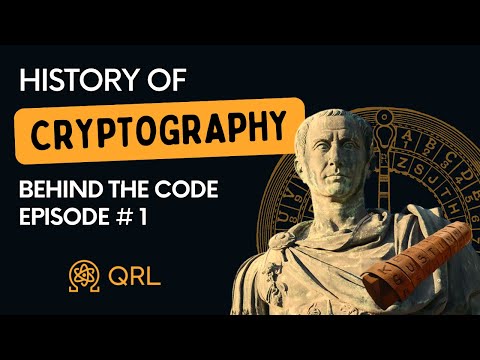 HISTORY OF
CRYPTOGRAPHY
BEHIND THE CODE
EPISODE # 1
QRL